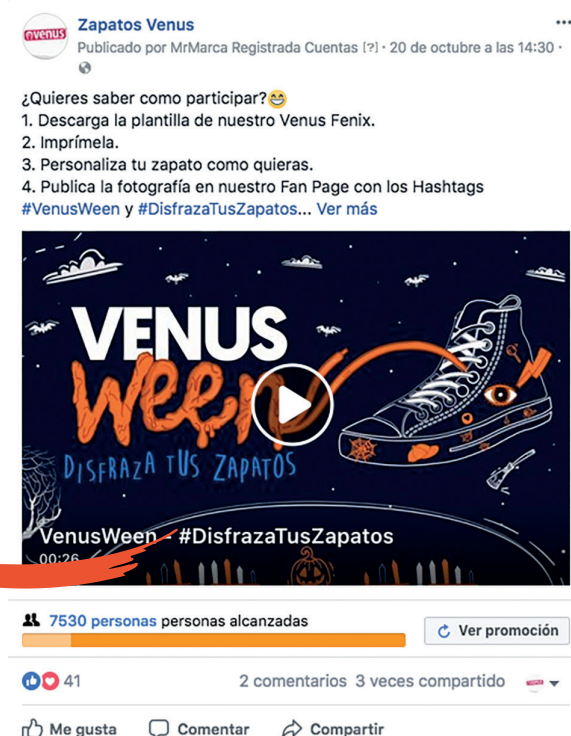 venus
Zapatos Venus
Publicado por MrMarca Registrada Cuentas [?] · 20 de octubre a las 14:30 ·
¿Quieres saber como participar?😁
1. Descarga la plantilla de nuestro Venus Fenix.
2. Imprímela.
3. Personaliza tu zapato como quieras.
4. Publica la fotografía en nuestro Fan Page con los Hashtags
#VenusWeen y #DisfrazaTusZapatos... Ver más
VENUS
Ween
DISFRAZA TUS ZAPATOS
VenusWeen - #DisfrazaTusZapatos
00:26
7530 personas personas alcanzadas
Ver promoción
41 2 comentarios 3 veces compartido
Me gusta Comentar Compartir